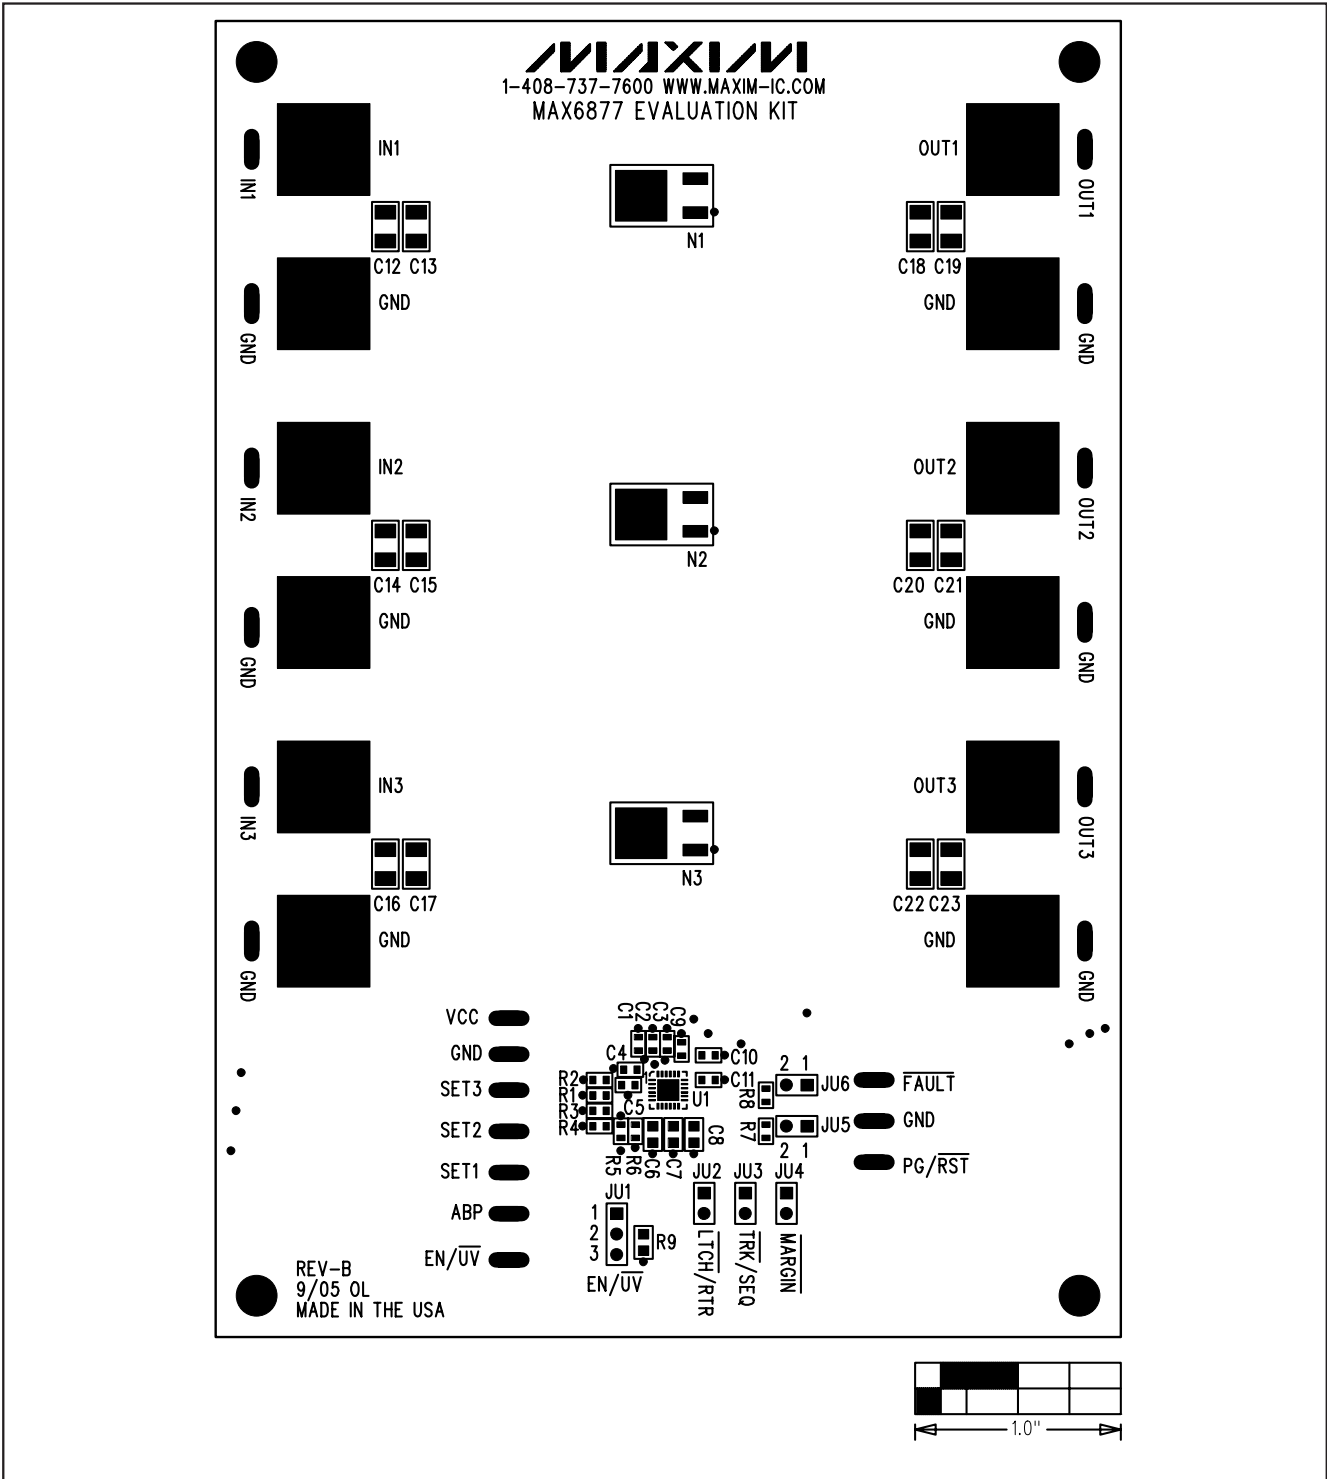 MAXIM
1-408-737-7600 WWW.MAXIM-IC.COM
MAX6877 EVALUATION KIT
IN1
IN1
OUT1
OUT1
N1
C12 C13
C18 C19
GND
GND
GND
GND
IN2
IN2
OUT2
OUT2
N2
C14 C15
C20 C21
GND
GND
GND
GND
IN3
IN3
OUT3
OUT3
N3
C16 C17
C22 C23
GND
GND
GND
GND
VCC
GND
SET3
SET2
SET1
ABP
EN/UV
C1
C2
C3
C9
C4
C10
C11
R2
R1
R3
R4
C5
1
U1
R5
R6
C6
C7
C8
R8
R7
2 1
JU6
JU5
2 1
FAULT
GND
PG/RST
JU1
1
2
3
R9
EN/UV
JU2
JU3
JU4
LTCH/RTR
TRK/SEQ
MARGIN
REV-B
9/05 OL
MADE IN THE USA
1.0"